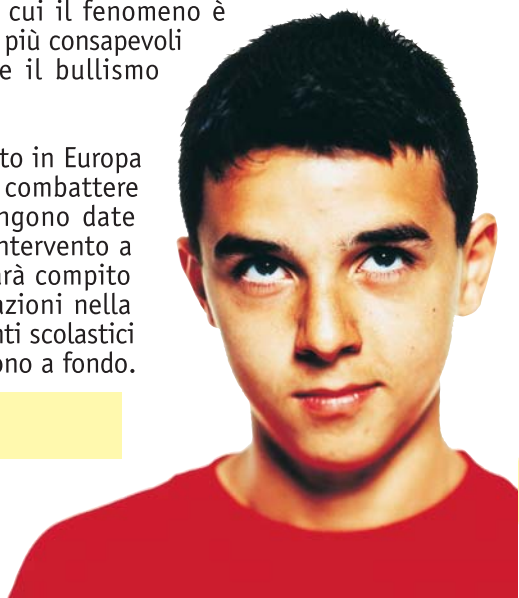 cui il fenomeno è
più consapevoli
e il bullismo
to in Europa
combattere
ngono date
ntervento a
arà compito
azioni nella
nti scolastici
ono a fondo.